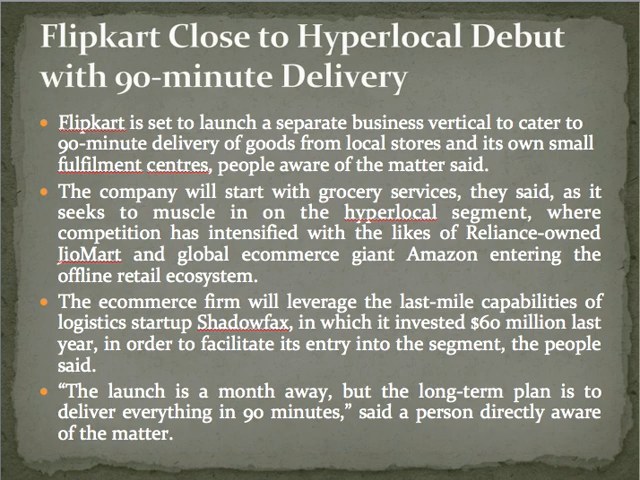 Flipkart Close to Hyperlocal Debut
with 90-minute Delivery
• Flipkart is set to launch a separate business vertical to cater to
90-minute delivery of goods from local stores and its own small
fulfilment centres, people aware of the matter said.
• The company will start with grocery services, they said, as it
seeks to muscle in on the hyperlocal segment, where
competition has intensified with the likes of Reliance-owned
JioMart and global ecommerce giant Amazon entering the
offline retail ecosystem.
• The ecommerce firm will leverage the last-mile capabilities of
logistics startup Shadowfax, in which it invested $60 million last
year, in order to facilitate its entry into the segment, the people
said.
• “The launch is a month away, but the long-term plan is to
deliver everything in 90 minutes,” said a person directly aware
of the matter.